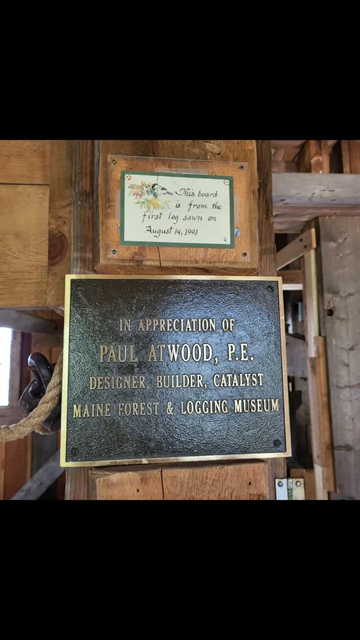 This board
is from the
first log sawn on
August 14, 1991
IN APPRECIATION OF
PAUL ATWOOD, P.E.
DESIGNER, BUILDER, CATALYST
MAINE FOREST & LOGGING MUSEUM